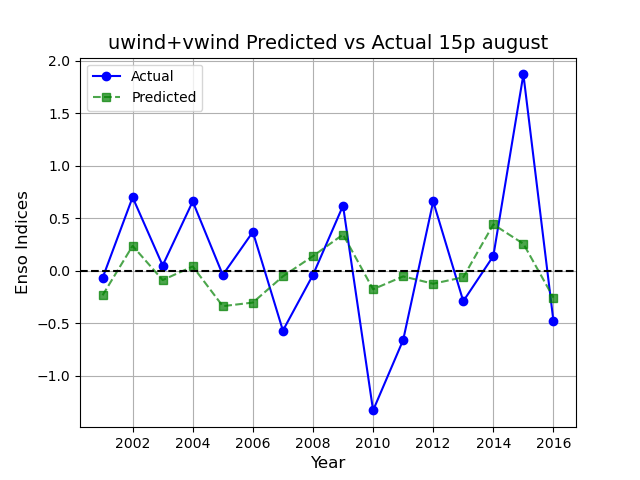 uwind+vwind Predicted vs Actual 15p august
Actual
Predicted
Enso Indices
2.0
1.5
1.0
0.5
0.0
−0.5
−1.0
2002 2004 2006 2008 2010 2012 2014 2016
Year